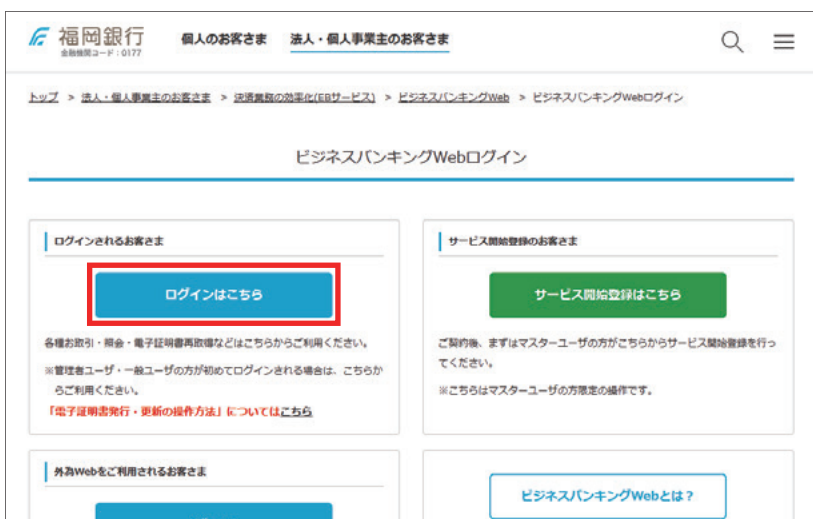 福岡銀行
金融機関コード：0177
個人のお客さま 法人・個人事業主のお客さま
トップ > 法人・個人事業主のお客さま > 決済業務の効率化(EBサービス) > ビジネスバンキングWeb > ビジネスバンキングWebログイン
ビジネスバンキングWebログイン
ログインされるお客さま
ログインはこちら
各種お取引・照会・電子証明書再取得などはこちらからご利用ください。
※管理者ユーザ・一般ユーザの方が初めてログインされる場合は、こちらか
らご利用ください。
「電子証明書発行・更新の操作方法」についてはこちら
サービス開始登録のお客さま
サービス開始登録はこちら
ご契約後、まずはマスターユーザの方がこちらからサービス開始登録を行っ
てください。
※こちらはマスターユーザの方限定の操作です。
外為Webをご利用されるお客さま
ビジネスバンキングWebとは？